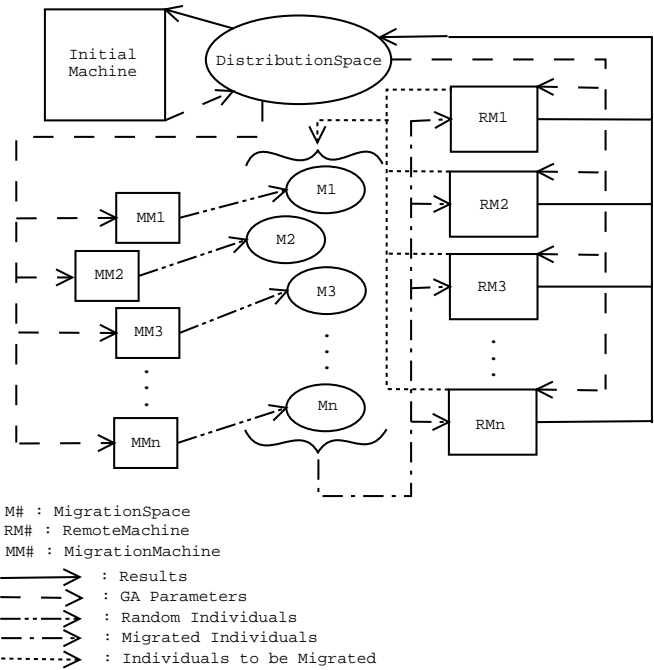 Initial
Machine
DistributionSpace
RM1
M1
RM2
MM1
M2
MM2
RM3
M3
MM3
Mn
RMn
MMn
M# : MigrationSpace
RM# : RemoteMachine
MM# : MigrationMachine
: Results
: GA Parameters
: Random Individuals
: Migrated Individuals
: Individuals to be Migrated